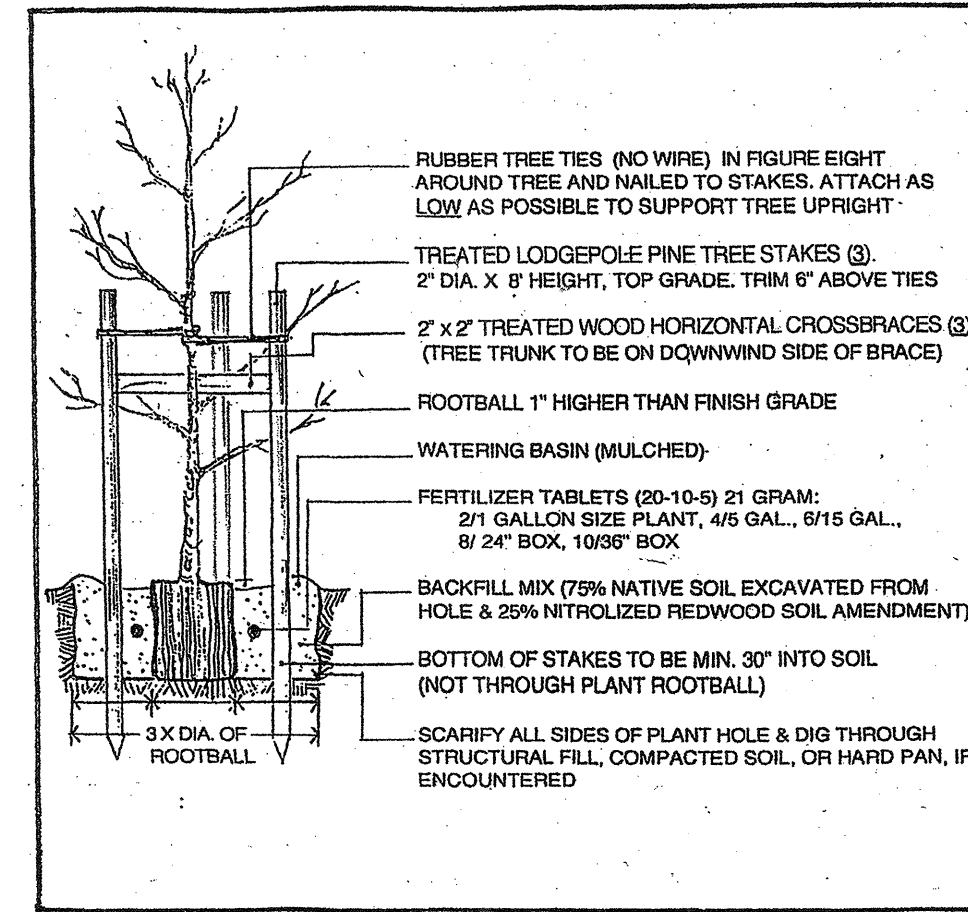 RUBBER TREE TIES (NO WIRE) IN FIGURE EIGHT
AROUND TREE AND NAILED TO STAKES. ATTACH AS
LOW AS POSSIBLE TO SUPPORT TREE UPRIGHT
TREATED LODGEPOLE PINE TREE STAKES (3).
2" DIA. X 8' HEIGHT, TOP GRADE. TRIM 6" ABOVE TIES
2" x 2" TREATED WOOD HORIZONTAL CROSSBRACES (3)
(TREE TRUNK TO BE ON DOWNWIND SIDE OF BRACE)
ROOTBALL 1" HIGHER THAN FINISH GRADE
WATERING BASIN (MULCHED)
FERTILIZER TABLETS (20-10-5) 21 GRAM:
2/1 GALLON SIZE PLANT, 4/5 GAL., 6/15 GAL.,
8/ 24" BOX, 10/36" BOX
BACKFILL MIX (75% NATIVE SOIL EXCAVATED FROM
HOLE & 25% NITROLIZED REDWOOD SOIL AMENDMENT)
BOTTOM OF STAKES TO BE MIN. 30" INTO SOIL
(NOT THROUGH PLANT ROOTBALL)
SCARIFY ALL SIDES OF PLANT HOLE & DIG THROUGH
STRUCTURAL FILL, COMPACTED SOIL, OR HARD PAN, IF
ENCOUNTERED
3 X DIA. OF
ROOTBALL